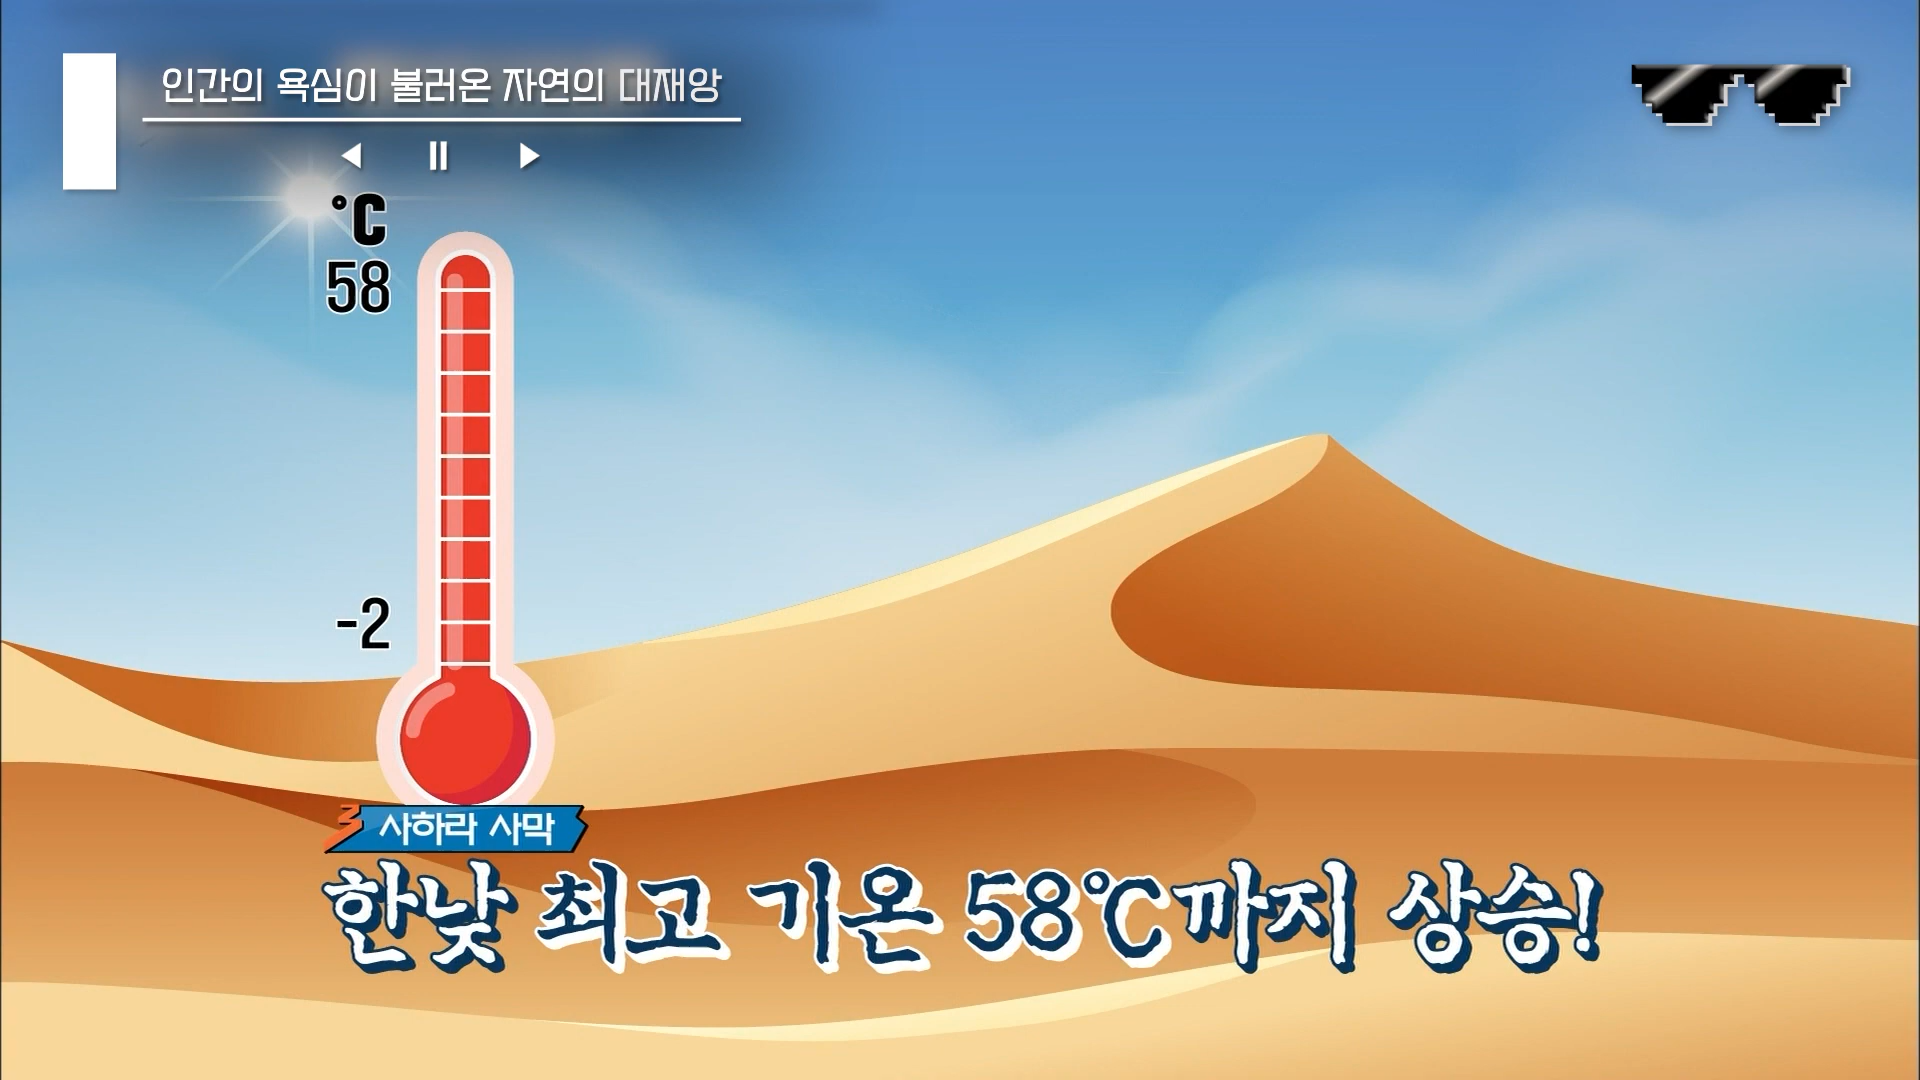 인간의 욕심이 불러온 자연의 대재앙
°C
58
-2
3 사하라 사막
한낮 최고 기온 58℃까지 상승!